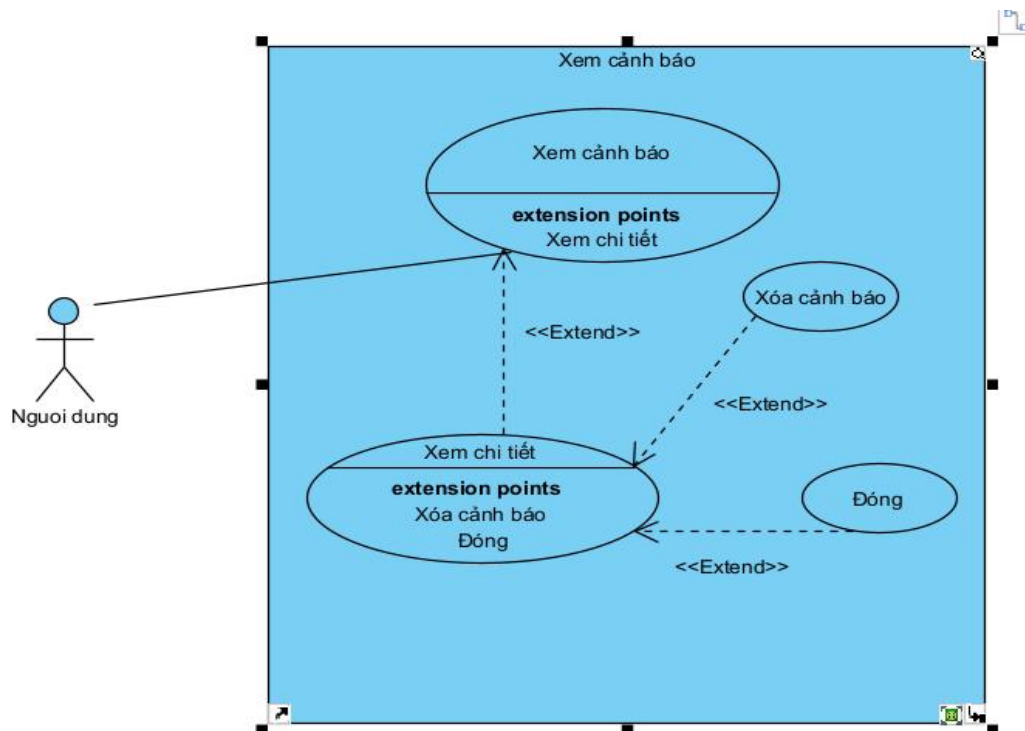 Xem cảnh báo
Xem cảnh báo
extension points
Xem chi tiết
Xóa cảnh báo
<<Extend>>
<<Extend>>
Nguoi dung
Xem chi tiết
extension points
Xóa cảnh báo
Đóng
Đóng
<<Extend>>